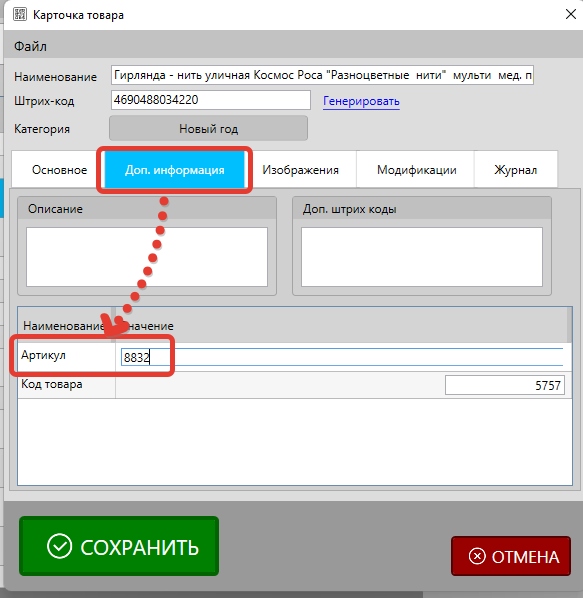 Карточка товара
Файл
Наименование Гирлянда - нить уличная Космос Роса "Разноцветные нити" мульти мед. п
Штрих-код 4690488034220 Генерировать
Категория Новый год
Основное Доп. информация Изображения Модификации Журнал
Описание Доп. штрих коды
Наименование
Артикул 8832
Код товара 5757
СОХРАНИТЬ
ОТМЕНА